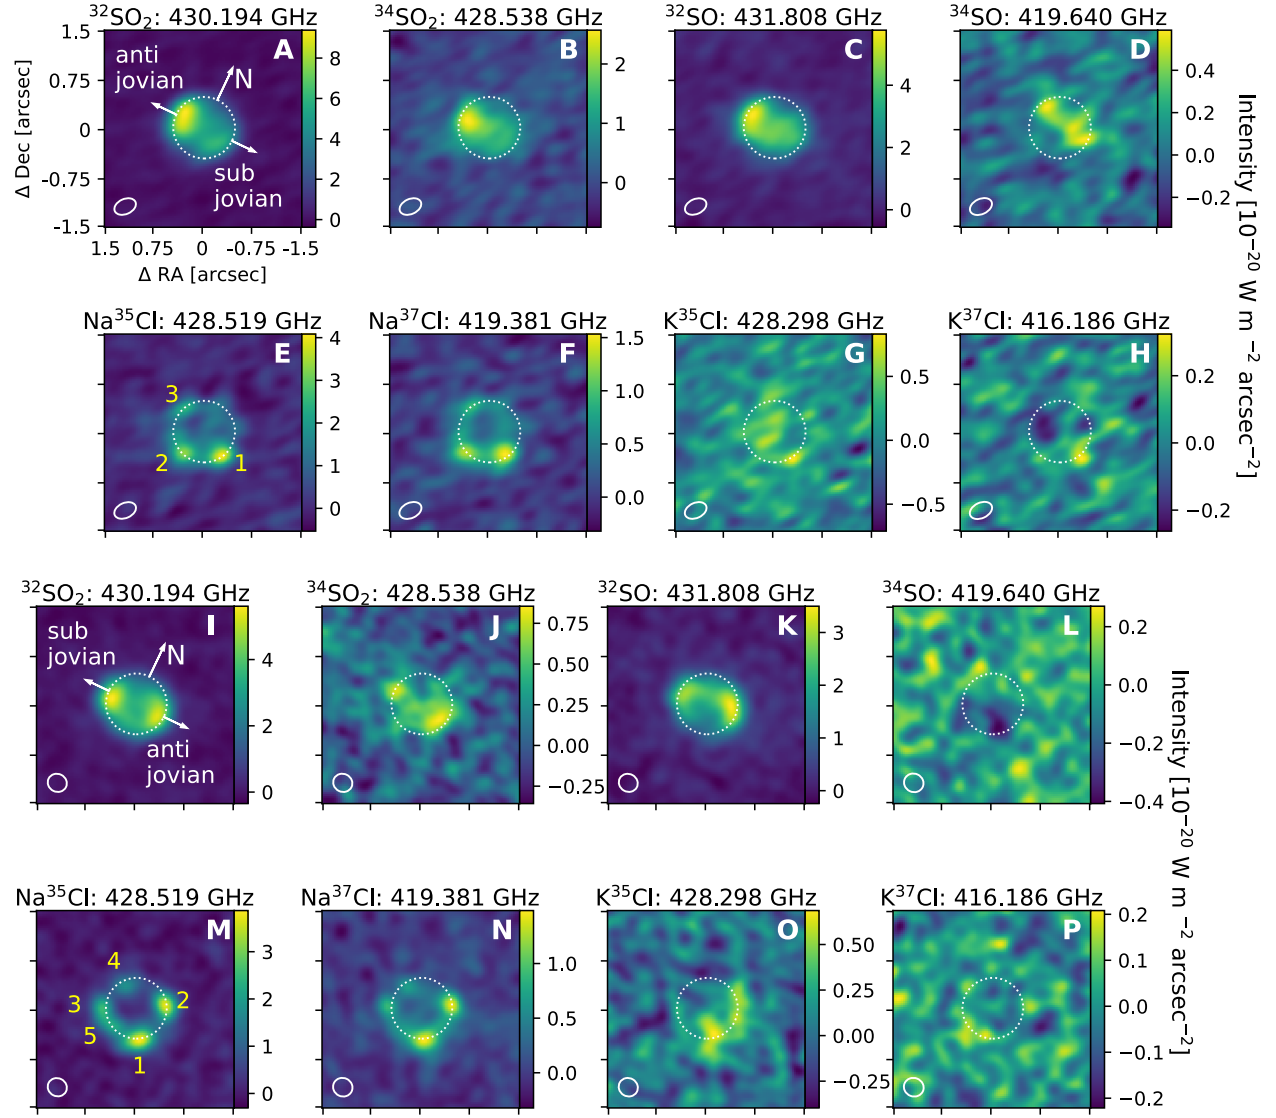 ³²SO₂: 430.194 GHz
³⁴SO₂: 428.538 GHz
³²SO: 431.808 GHz
³⁴SO: 419.640 GHz
A
B
C
D
anti
jovian
N
sub
jovian
1.5
0.75
0
-0.75
-1.5
Δ Dec [arcsec]
1.5 0.75 0 -0.75 -1.5
Δ RA [arcsec]
8
6
4
2
0
2
1
0
4
2
0
0.4
0.2
0.0
−0.2
Intensity [10⁻²⁰ W m ⁻² arcsec⁻²]
Na³⁵Cl: 428.519 GHz
Na³⁷Cl: 419.381 GHz
K³⁵Cl: 428.298 GHz
K³⁷Cl: 416.186 GHz
E
F
G
H
3
2
1
4
3
2
1
0
1.5
1.0
0.5
0.0
0.5
0.0
−0.5
0.2
0.0
−0.2
³²SO₂: 430.194 GHz
³⁴SO₂: 428.538 GHz
³²SO: 431.808 GHz
³⁴SO: 419.640 GHz
I
J
K
L
sub
jovian
N
anti
jovian
4
2
0
0.75
0.50
0.25
0.00
−0.25
3
2
1
0
0.2
0.0
−0.2
−0.4
Intensity [10⁻²⁰ W m ⁻² arcsec⁻²]
Na³⁵Cl: 428.519 GHz
Na³⁷Cl: 419.381 GHz
K³⁵Cl: 428.298 GHz
K³⁷Cl: 416.186 GHz
M
N
O
P
4
3
2
5
1
3
2
1
0
1.0
0.5
0.0
0.50
0.25
0.00
−0.25
0.2
0.1
0.0
−0.1
−0.2